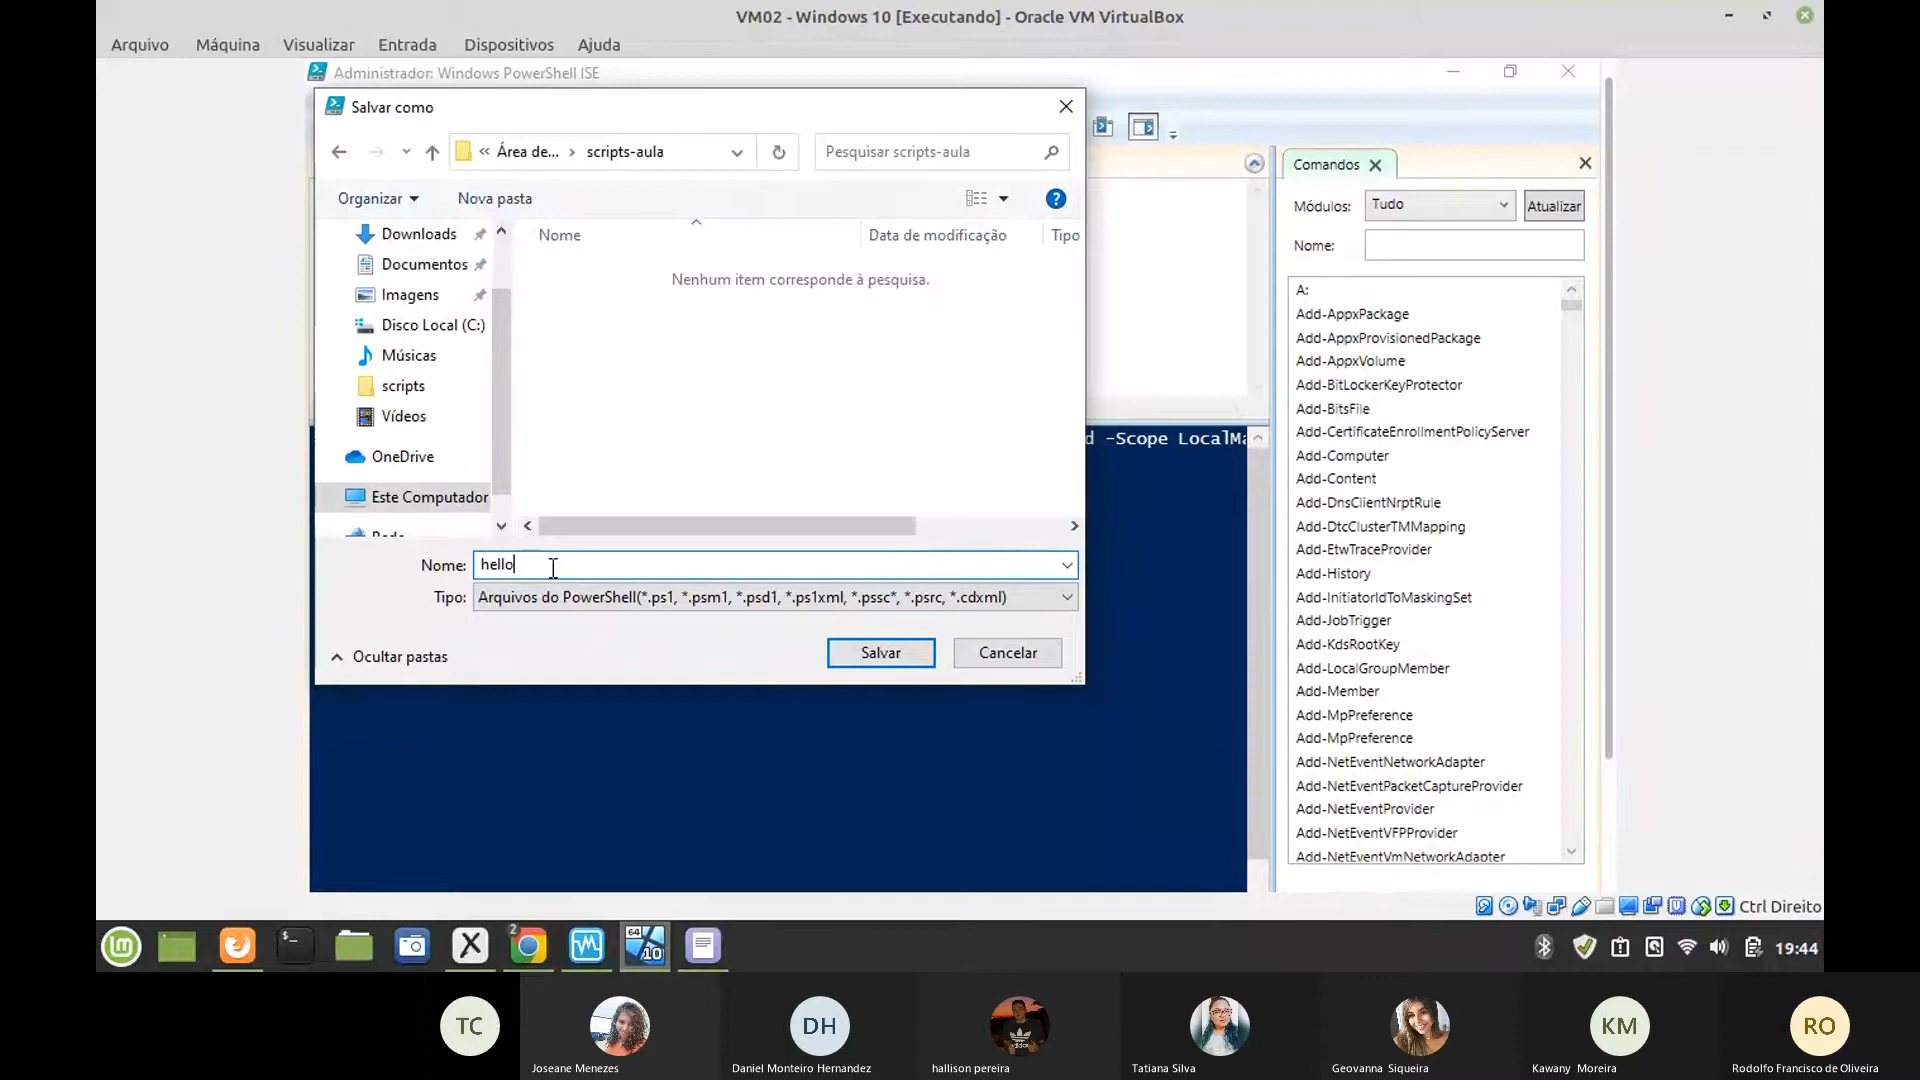 VM02 - Windows 10 [Executando] - Oracle VM VirtualBox
Arquivo Máquina Visualizar Entrada Dispositivos Ajuda
Administrador: Windows PowerShell ISE
Salvar como
« Área de... › scripts-aula
Pesquisar scripts-aula
Organizar
Nova pasta
Downloads
Documentos
Imagens
Disco Local (C:)
Músicas
scripts
Vídeos
OneDrive
Este Computador
Rede
Nome
Data de modificação
Tipo
Nenhum item corresponde à pesquisa.
Nome: hello
Tipo: Arquivos do PowerShell(*.ps1, *.psm1, *.psd1, *.ps1xml, *.pssc*, *.psrc, *.cdxml)
Ocultar pastas
Salvar
Cancelar
d -Scope LocalMa
Comandos
Módulos: Tudo Atualizar
Nome:
A:
Add-AppxPackage
Add-AppxProvisionedPackage
Add-AppxVolume
Add-BitLockerKeyProtector
Add-BitsFile
Add-CertificateEnrollmentPolicyServer
Add-Computer
Add-Content
Add-DnsClientNrptRule
Add-DtcClusterTMMapping
Add-EtwTraceProvider
Add-History
Add-InitiatorIdToMaskingSet
Add-JobTrigger
Add-KdsRootKey
Add-LocalGroupMember
Add-Member
Add-MpPreference
Add-MpPreference
Add-NetEventNetworkAdapter
Add-NetEventPacketCaptureProvider
Add-NetEventProvider
Add-NetEventVFPProvider
Add-NetEventVmNetworkAdapter
Ctrl Direito
$_
X
2
64
10
19:44
TC
DH
KM
RO
Joseane Menezes
Daniel Monteiro Hernandez
hallison pereira
Tatiana Silva
Geovanna Siqueira
Kawany Moreira
Rodolfo Francisco de Oliveira